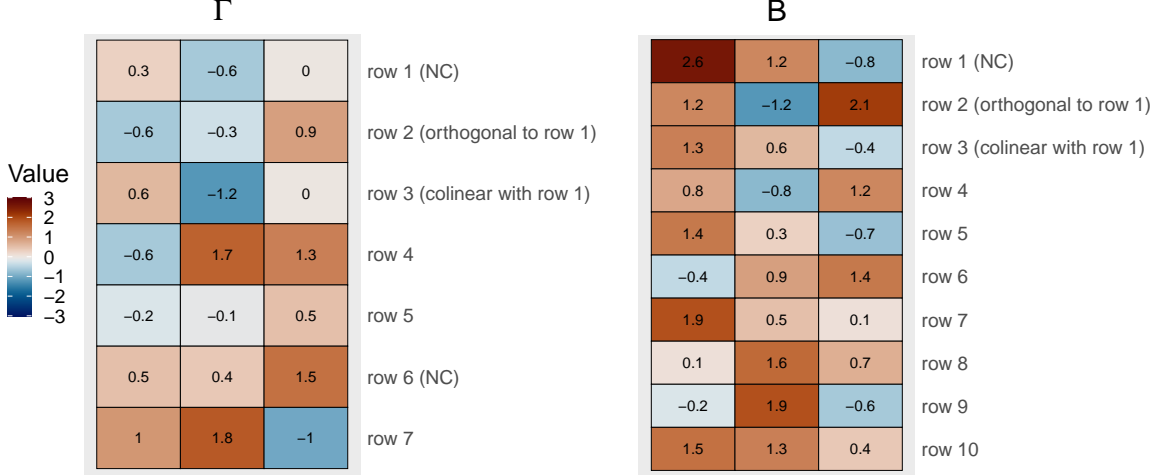 Γ
0.3 −0.6 0 row 1 (NC)
−0.6 −0.3 0.9 row 2 (orthogonal to row 1)
0.6 −1.2 0 row 3 (colinear with row 1)
−0.6 1.7 1.3 row 4
−0.2 −0.1 0.5 row 5
0.5 0.4 1.5 row 6 (NC)
1 1.8 −1 row 7
Value
3
2
1
0
−1
−2
−3
B
2.6 1.2 −0.8 row 1 (NC)
1.2 −1.2 2.1 row 2 (orthogonal to row 1)
1.3 0.6 −0.4 row 3 (colinear with row 1)
0.8 −0.8 1.2 row 4
1.4 0.3 −0.7 row 5
−0.4 0.9 1.4 row 6
1.9 0.5 0.1 row 7
0.1 1.6 0.7 row 8
−0.2 1.9 −0.6 row 9
1.5 1.3 0.4 row 10